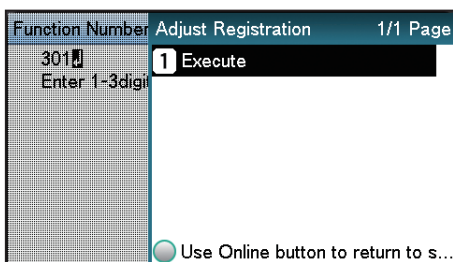 Function Number
301
Enter 1-3digi
Adjust Registration 1/1 Page
1 Execute
Use Online button to return to s...